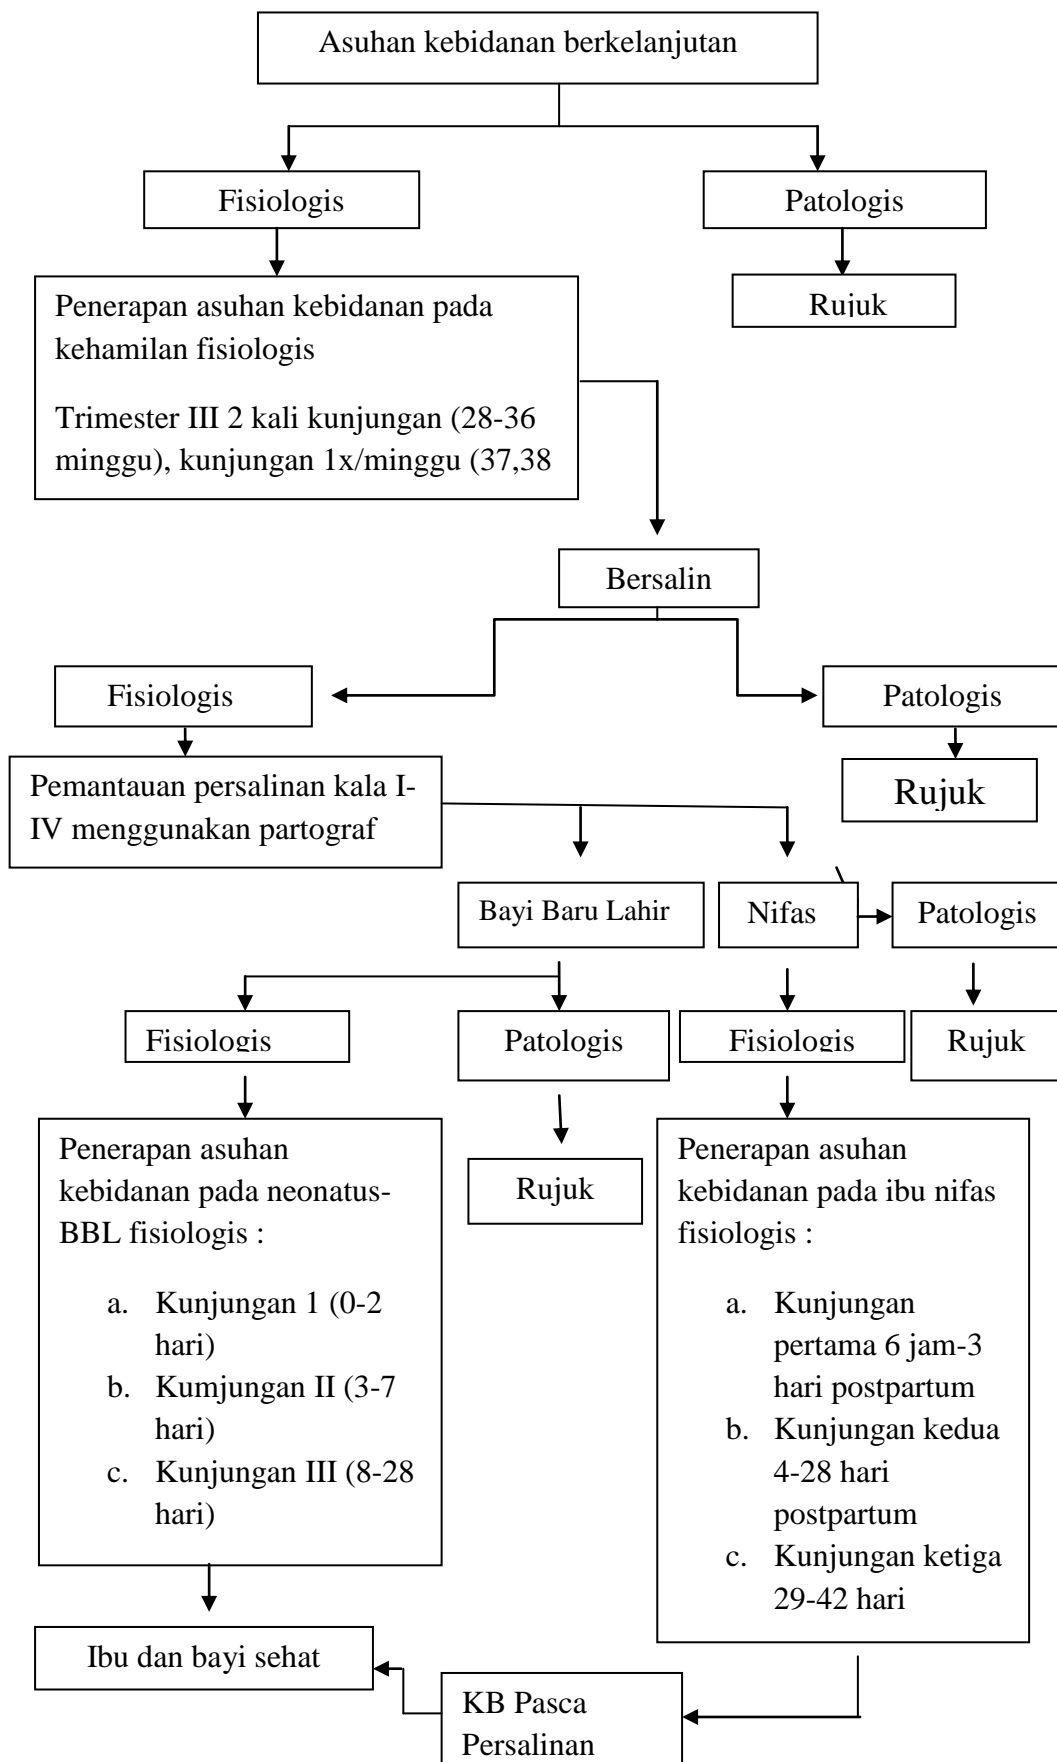 Asuhan kebidanan berkelanjutan
Fisiologis
Patologis
Penerapan asuhan kebidanan pada
kehamilan fisiologis
Trimester III 2 kali kunjungan (28-36
minggu), kunjungan 1x/minggu (37,38
Rujuk
Bersalin
Fisiologis
Patologis
Pemantauan persalinan kala I-
IV menggunakan partograf
Rujuk
Bayi Baru Lahir
Nifas
Patologis
Fisiologis
Patologis
Fisiologis
Rujuk
Penerapan asuhan
kebidanan pada neonatus-
BBL fisiologis :
a. Kunjungan 1 (0-2
hari)
b. Kumjungan II (3-7
hari)
c. Kunjungan III (8-28
hari)
Rujuk
Penerapan asuhan
kebidanan pada ibu nifas
fisiologis :
a. Kunjungan
pertama 6 jam-3
hari postpartum
b. Kunjungan kedua
4-28 hari
postpartum
c. Kunjungan ketiga
29-42 hari
Ibu dan bayi sehat
KB Pasca
Persalinan